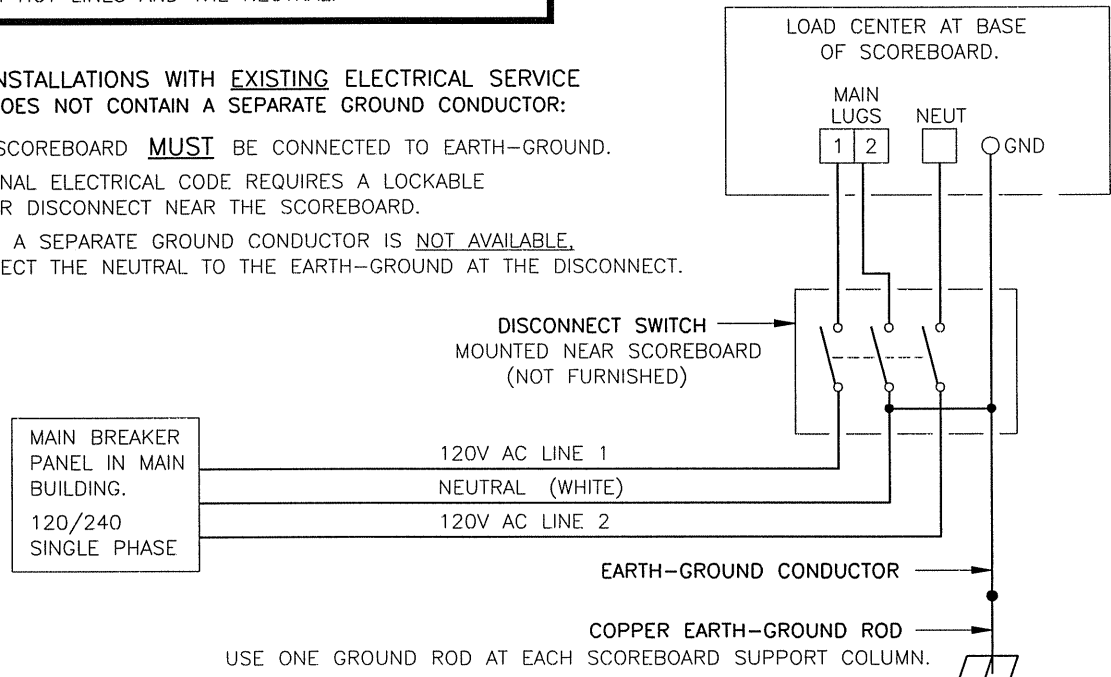 HOT LINES AND THE NEUTRAL.
NSTALLATIONS WITH EXISTING ELECTRICAL SERVICE
OES NOT CONTAIN A SEPARATE GROUND CONDUCTOR:
SCOREBOARD MUST BE CONNECTED TO EARTH-GROUND.
NAL ELECTRICAL CODE REQUIRES A LOCKABLE
R DISCONNECT NEAR THE SCOREBOARD.
A SEPARATE GROUND CONDUCTOR IS NOT AVAILABLE,
ECT THE NEUTRAL TO THE EARTH-GROUND AT THE DISCONNECT.
LOAD CENTER AT BASE
OF SCOREBOARD.
MAIN
LUGS
NEUT
1 2
GND
DISCONNECT SWITCH
MOUNTED NEAR SCOREBOARD
(NOT FURNISHED)
MAIN BREAKER
PANEL IN MAIN
BUILDING.
120/240
SINGLE PHASE
120V AC LINE 1
NEUTRAL (WHITE)
120V AC LINE 2
EARTH-GROUND CONDUCTOR
COPPER EARTH-GROUND ROD
USE ONE GROUND ROD AT EACH SCOREBOARD SUPPORT COLUMN.